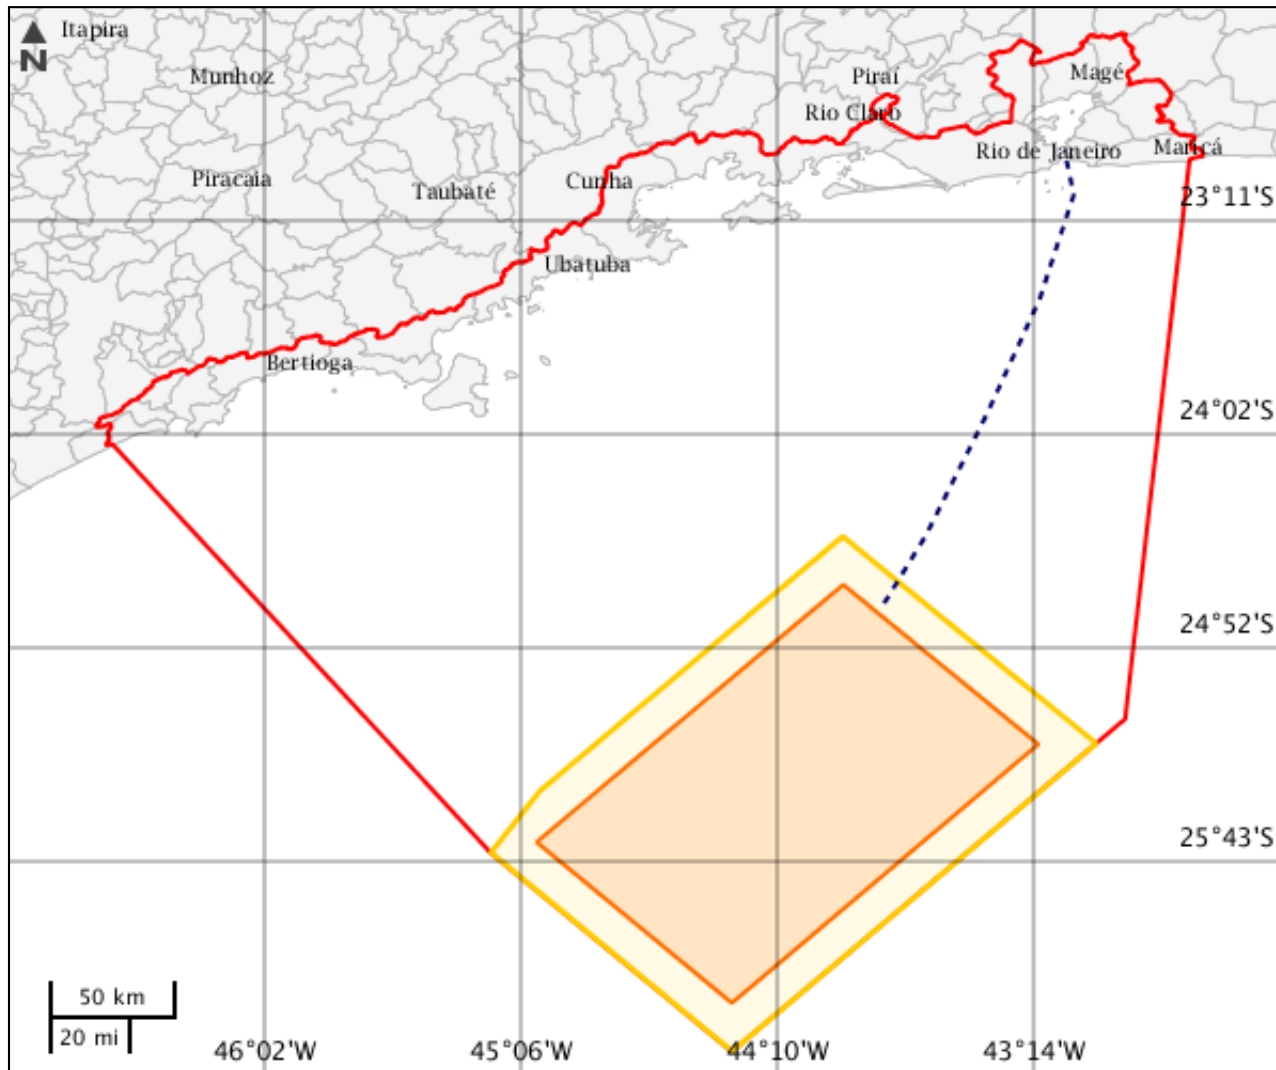 Itapira
N
Munhoz
Piraí
Magé
Rio Claro
Rio de Janeiro
Maricá
Piracaia
Taubaté
Cunha
23°11'S
Ubatuba
Bertioga
24°02'S
24°52'S
25°43'S
50 km
20 mi
46°02'W
45°06'W
44°10'W
43°14'W